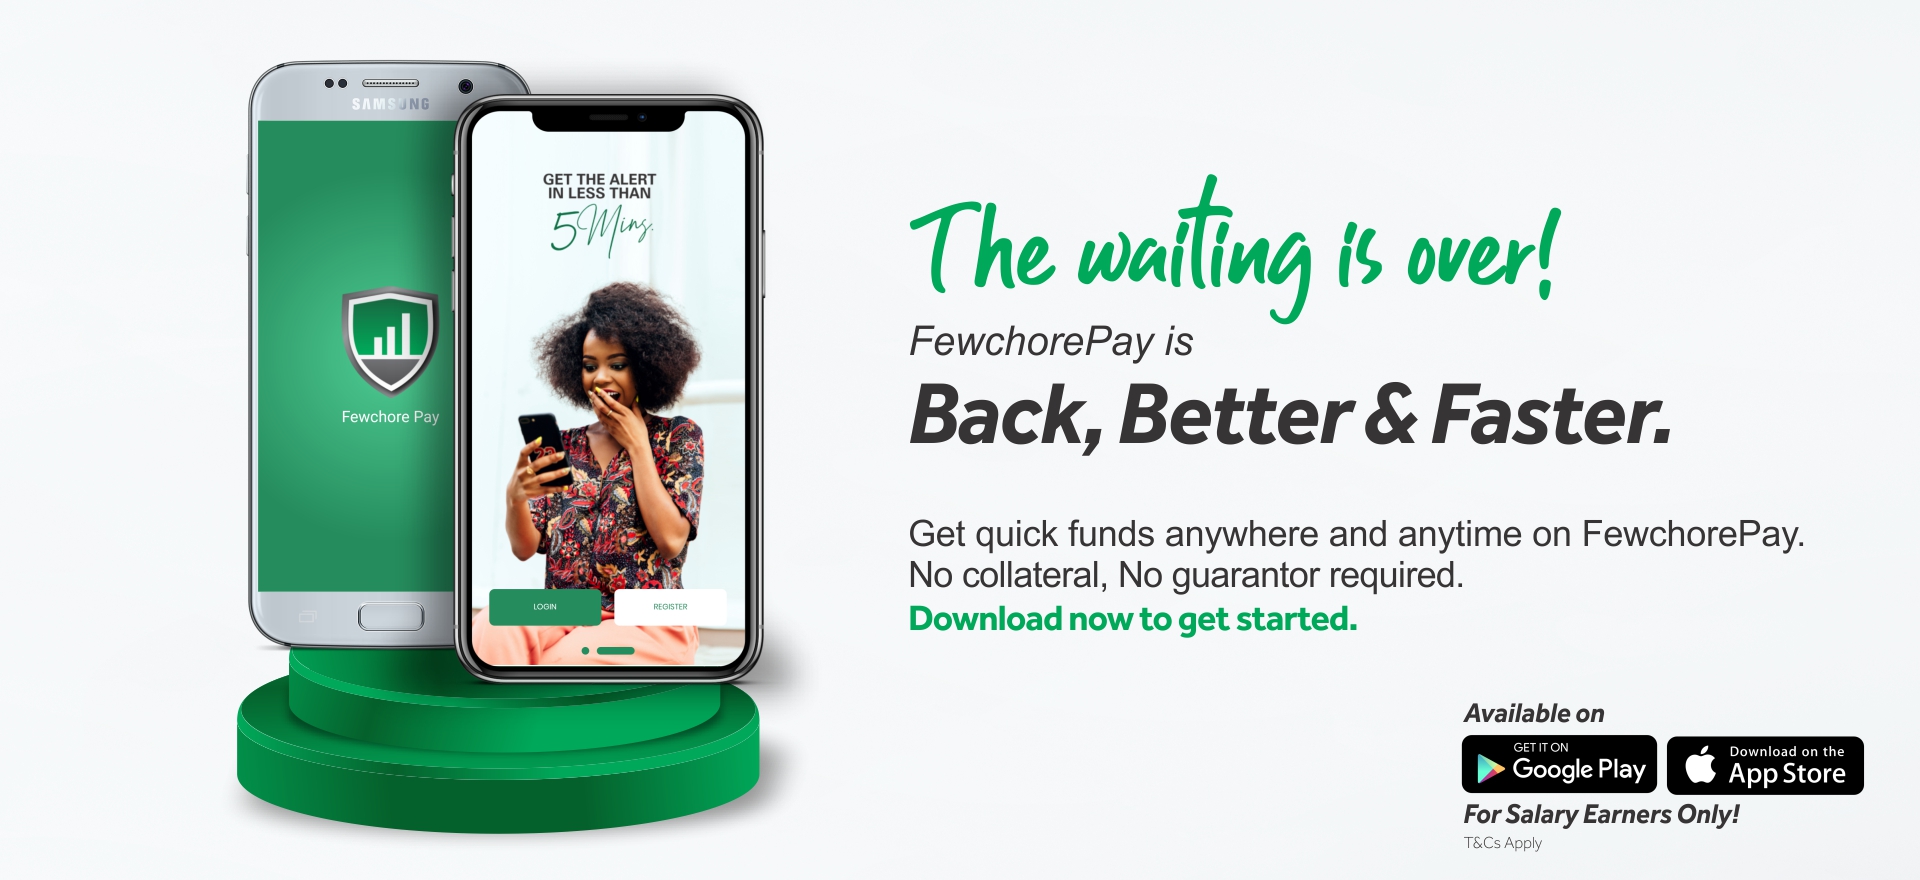 SAMSUNG
Fewchore Pay
GET THE ALERT
IN LESS THAN
5 Mins.
LOGIN
REGISTER
The waiting is over!
FewchorePay is
Back, Better & Faster.
Get quick funds anywhere and anytime on FewchorePay.
No collateral, No guarantor required.
Download now to get started.
Available on
GET IT ON
Google Play
Download on the
App Store
For Salary Earners Only!
T&Cs Apply